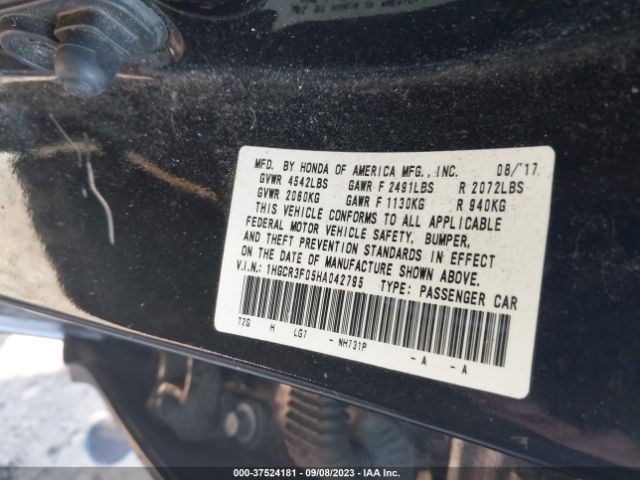 MFD. BY HONDA OF AMERICA MFG., INC. 08/'17
GVWR 4542LBS GAWR F 2491LBS R 2072LBS
GVWR 2060KG GAWR F 1130KG R 940KG
THIS VEHICLE CONFORMS TO ALL APPLICABLE
FEDERAL MOTOR VEHICLE SAFETY, BUMPER,
AND THEFT PREVENTION STANDARDS IN EFFECT
ON THE DATE OF MANUFACTURE SHOWN ABOVE.
V.I.N.: 1HGCR3F05HA042795 TYPE: PASSENGER CAR
T2G H LG7 - NH731P - A - A
000-37524181 - 09/08/2023 - IAA Inc.